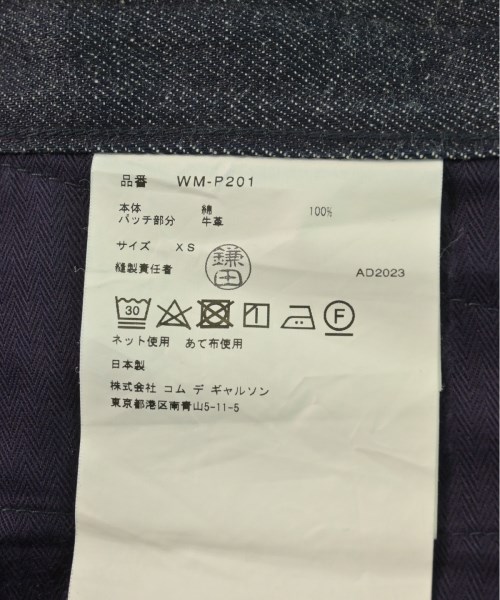 品番 WM-P201
本体 綿 100%
パッチ部分 牛革
サイズ XS
縫製責任者 鎌田 AD2023
30 F
ネット使用 あて布使用
日本製
株式会社 コム デ ギャルソン
東京都港区南青山5-11-5